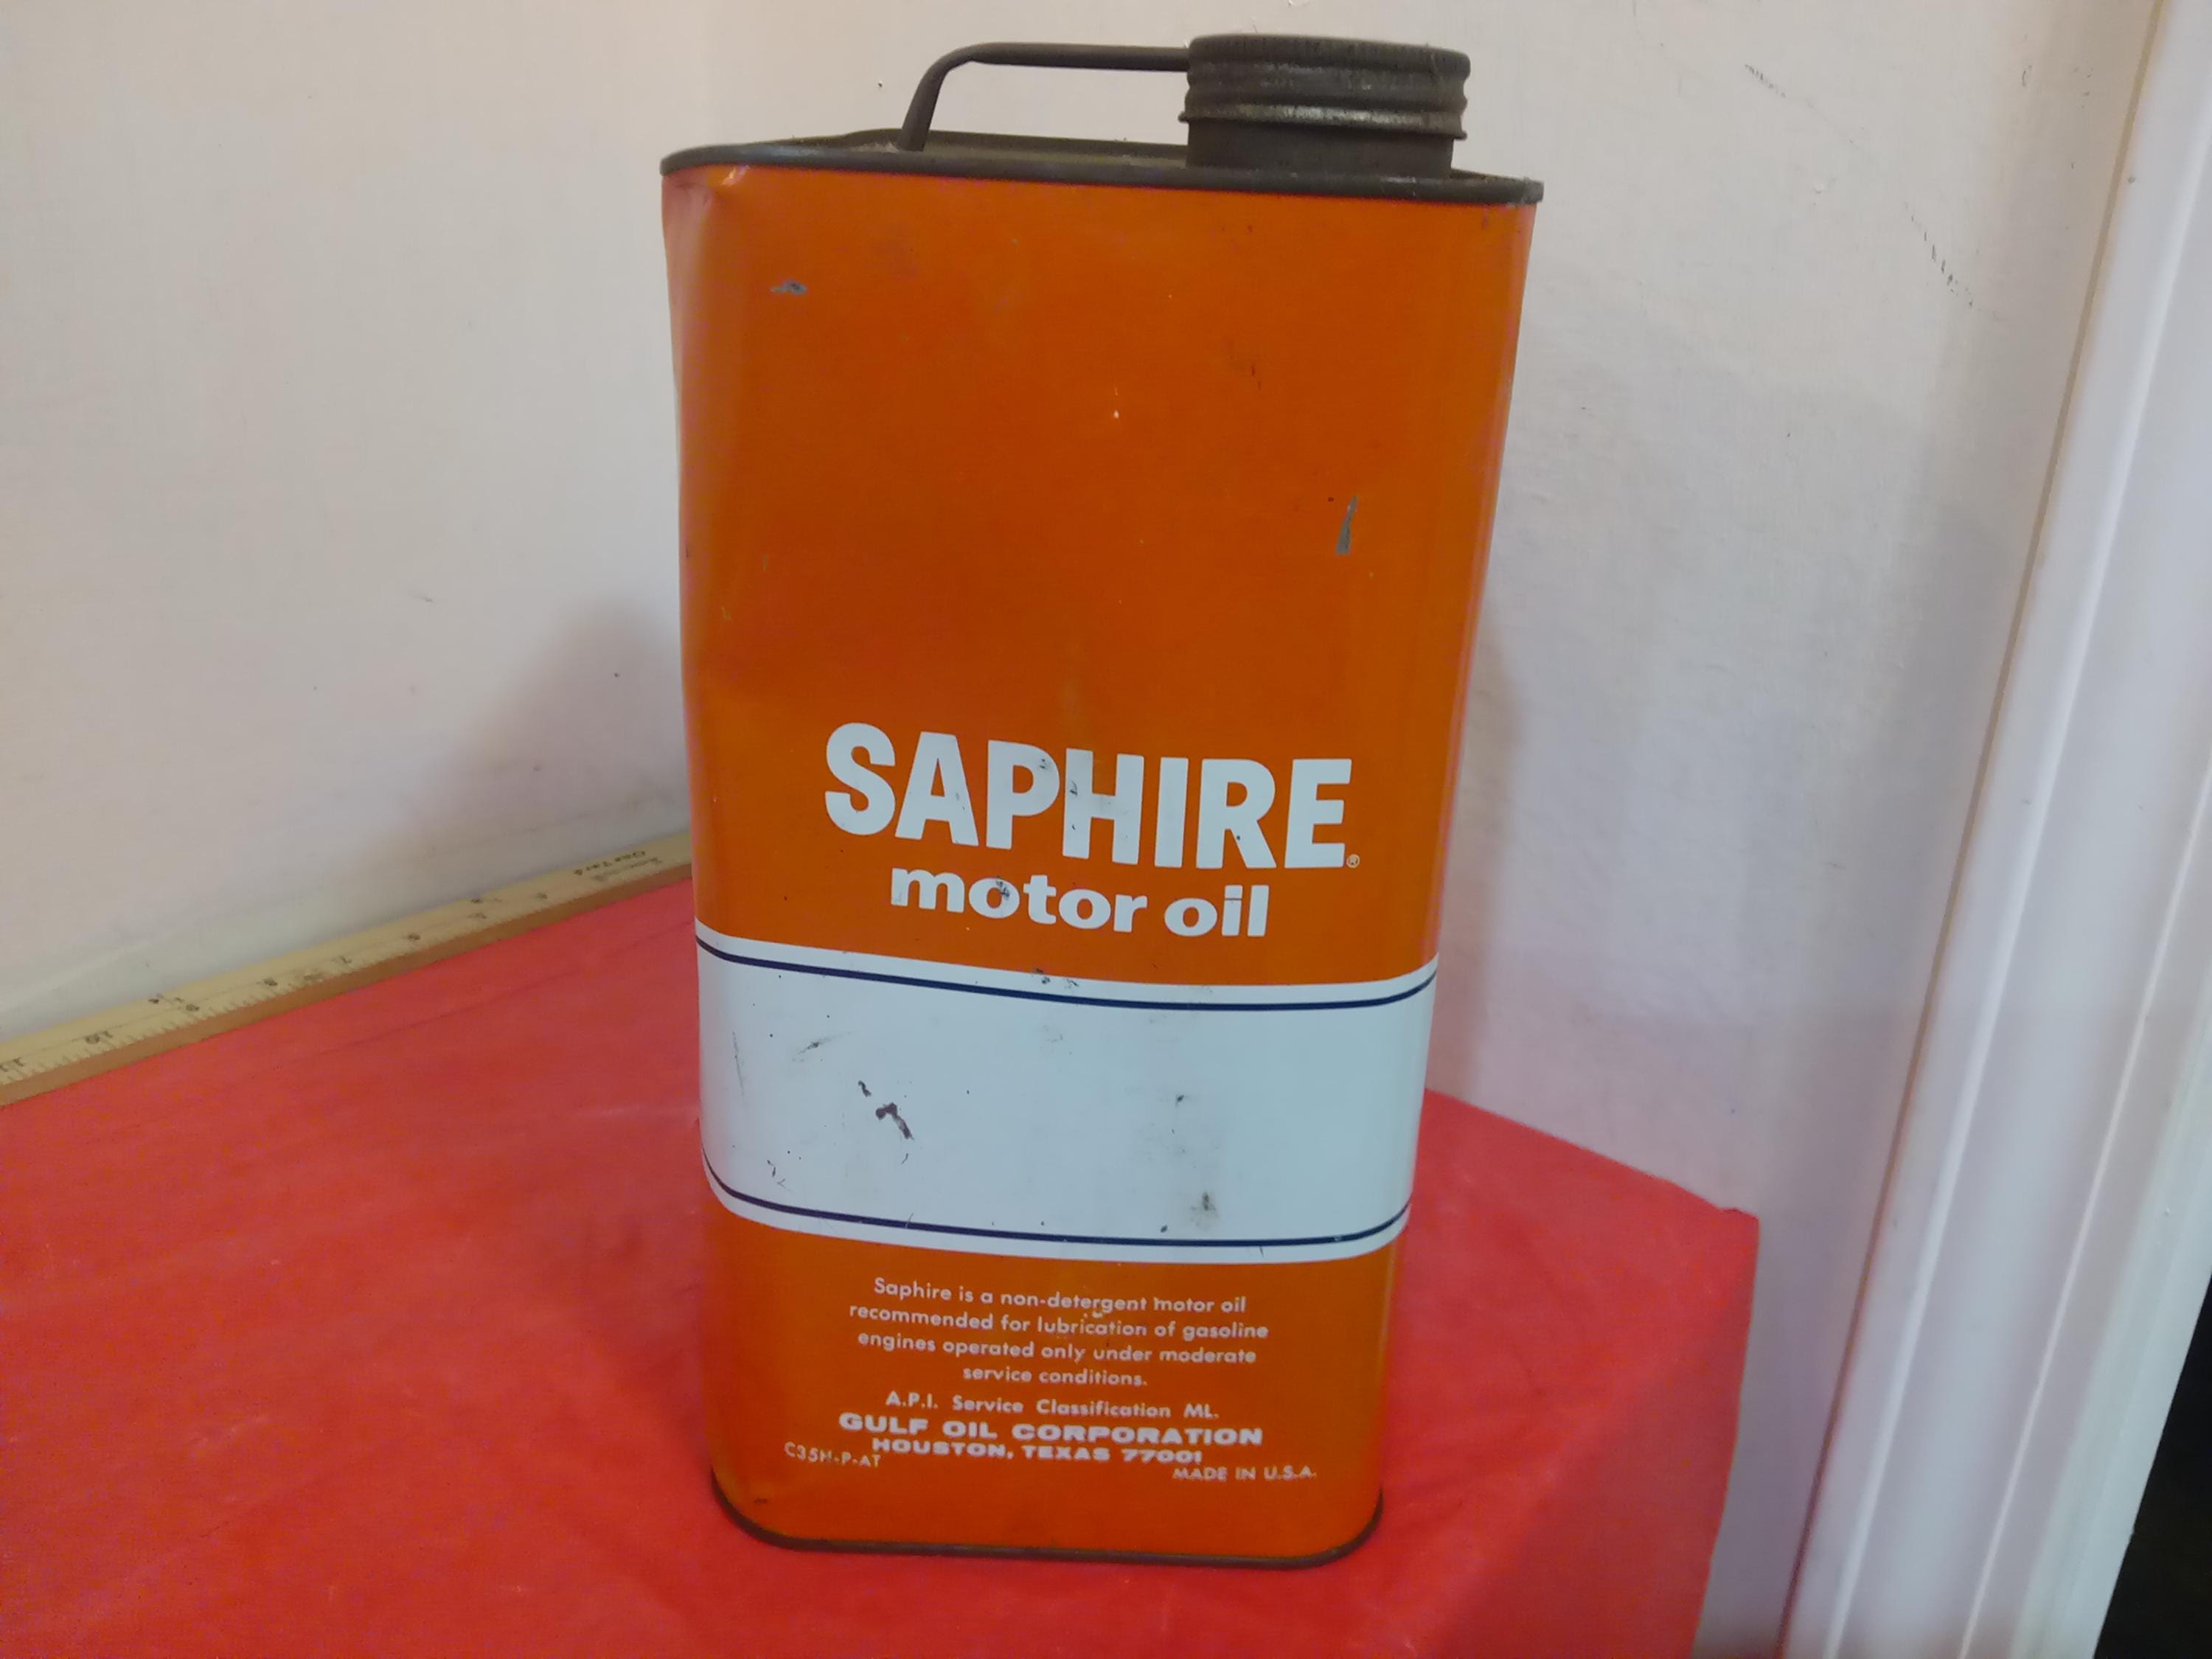 SAPHIRE®
motor oil
Saphire is a non-detergent motor oil
recommended for lubrication of gasoline
engines operated only under moderate
service conditions.
A.P.I. Service Classification ML.
GULF OIL CORPORATION
HOUSTON, TEXAS 77001
C35H-P-AT
MADE IN U.S.A.